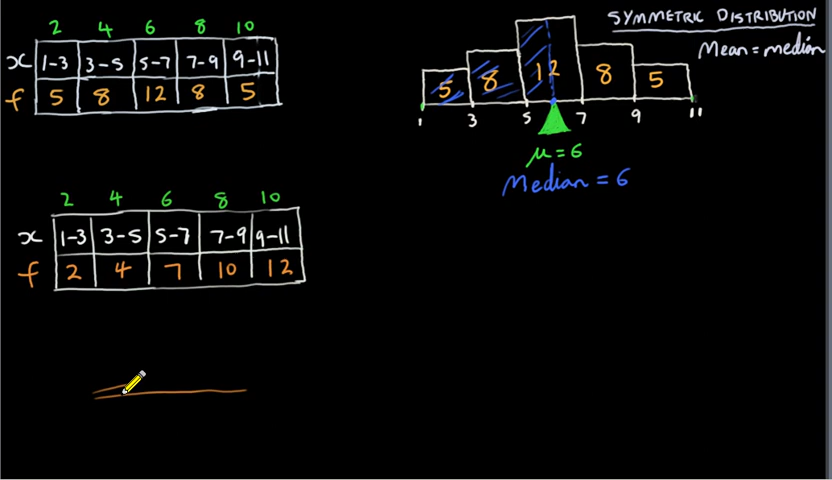 2 4 6 8 10
x 1-3 3-5 5-7 7-9 9-11
f 5 8 12 8 5
SYMMETRIC DISTRIBUTION
Mean = median
5 8 12 8 5
1 3 5 7 9 11
μ = 6
Median = 6
2 4 6 8 10
x 1-3 3-5 5-7 7-9 9-11
f 2 4 7 10 12